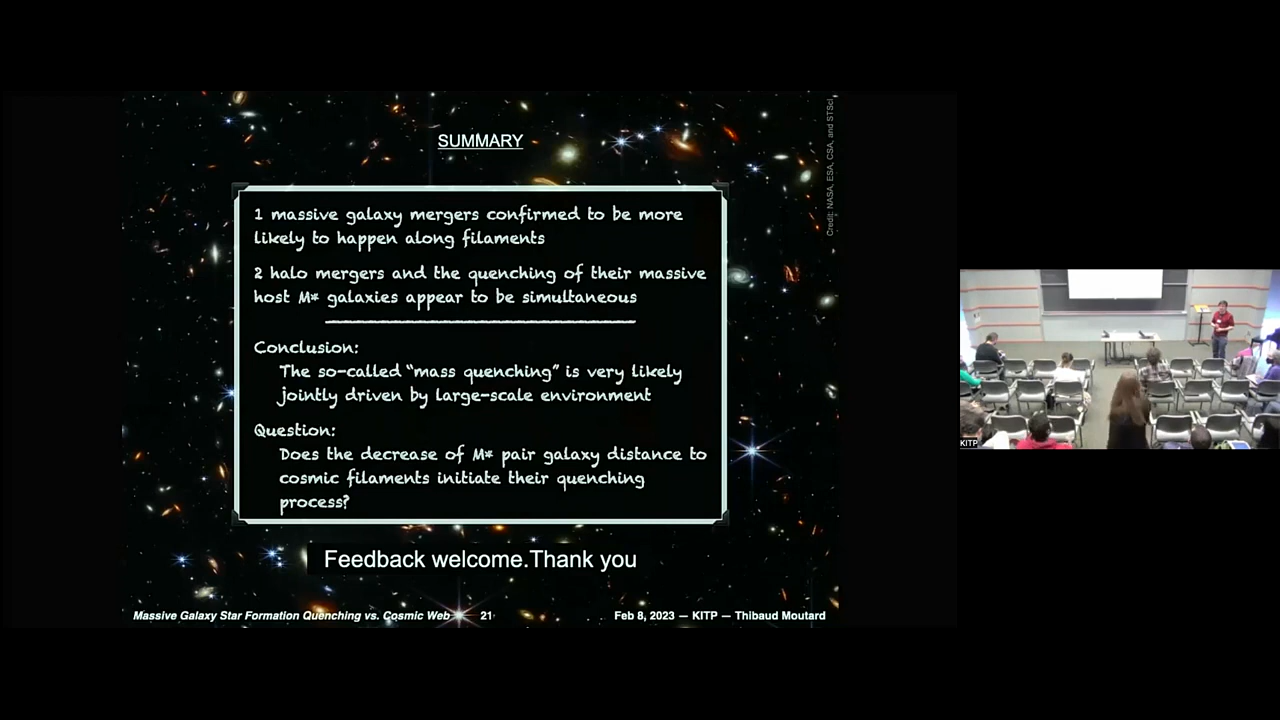 SUMMARY
Credit: NASA, ESA, CSA, and STScI
1 massive galaxy mergers confirmed to be more
likely to happen along filaments
2 halo mergers and the quenching of their massive
host M* galaxies appear to be simultaneous
Conclusion:
The so-called "mass quenching" is very likely
jointly driven by large-scale environment
Question:
Does the decrease of M* pair galaxy distance to
cosmic filaments initiate their quenching
process?
Feedback welcome.Thank you
Massive Galaxy Star Formation Quenching vs. Cosmic Web
21
Feb 8, 2023 — KITP — Thibaud Moutard
KITP